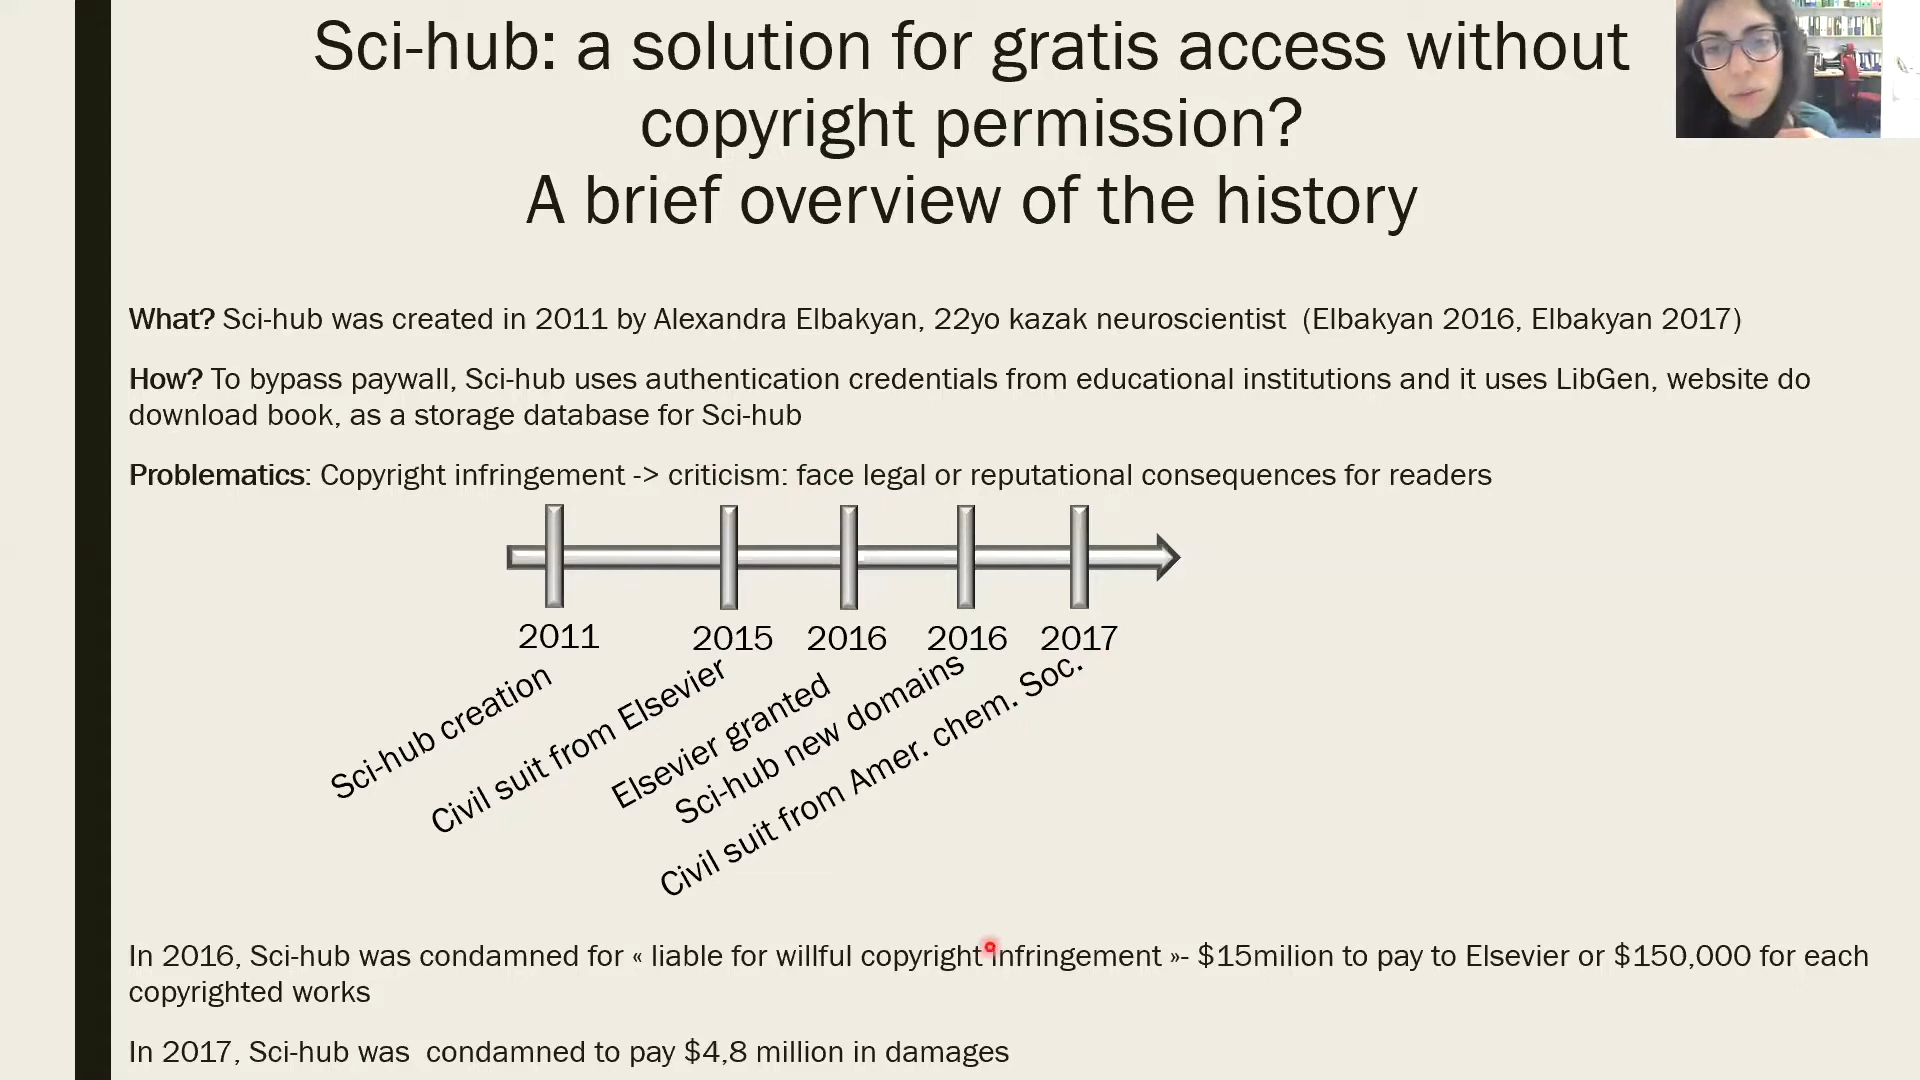 Sci-hub: a solution for gratis access without
copyright permission?
A brief overview of the history
What? Sci-hub was created in 2011 by Alexandra Elbakyan, 22yo kazak neuroscientist (Elbakyan 2016, Elbakyan 2017)
How? To bypass paywall, Sci-hub uses authentication credentials from educational institutions and it uses LibGen, website do
download book, as a storage database for Sci-hub
Problematics: Copyright infringement -> criticism: face legal or reputational consequences for readers
2011 2015 2016 2016 2017
Sci-hub creation
Civil suit from Elsevier
Elsevier granted
Sci-hub new domains
Civil suit from Amer. chem. Soc.
In 2016, Sci-hub was condamned for « liable for willful copyright infringement »- $15milion to pay to Elsevier or $150,000 for each
copyrighted works
In 2017, Sci-hub was condamned to pay $4,8 million in damages